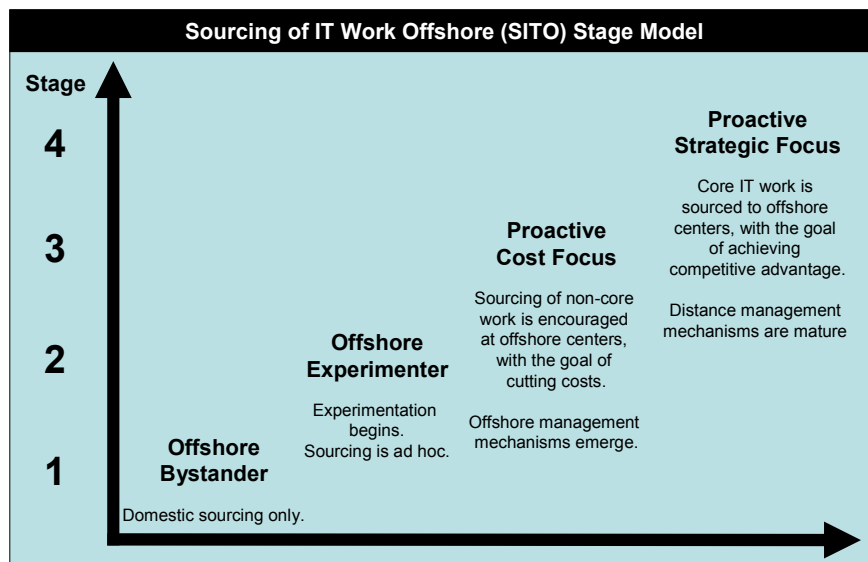 Sourcing of IT Work Offshore (SITO) Stage Model
Stage
4
3
2
1
Offshore
Bystander
Domestic sourcing only.
Offshore
Experimenter
Experimentation
begins.
Sourcing is ad hoc.
Proactive
Cost Focus
Sourcing of non-core
work is encouraged
at offshore centers,
with the goal of
cutting costs.
Offshore management
mechanisms emerge.
Proactive
Strategic Focus
Core IT work is
sourced to offshore
centers, with the goal
of achieving
competitive advantage.
Distance management
mechanisms are mature